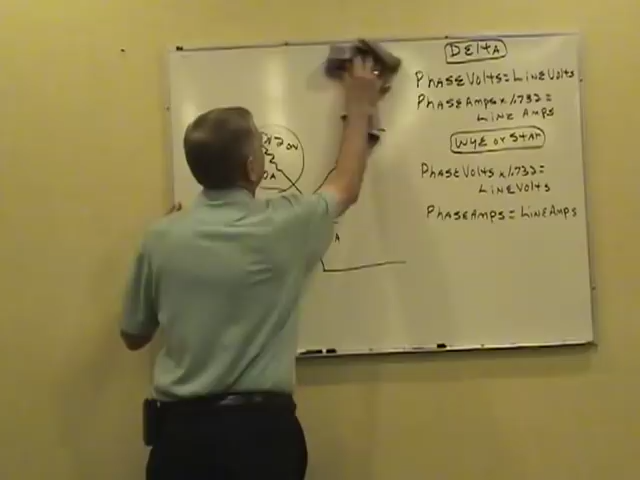 DELTA
PHASE VOLTS = LINE VOLTS
PHASE AMPS x 1.732 =
LINE AMPS
WYE OR STAR
PHASE VOLTS x 1.732 =
LINE VOLTS
PHASE AMPS = LINE AMPS